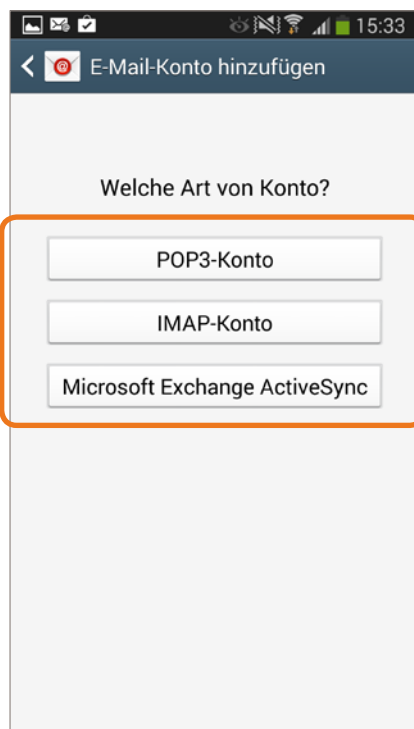 15:33
E-Mail-Konto hinzufügen
Welche Art von Konto?
POP3-Konto
IMAP-Konto
Microsoft Exchange ActiveSync